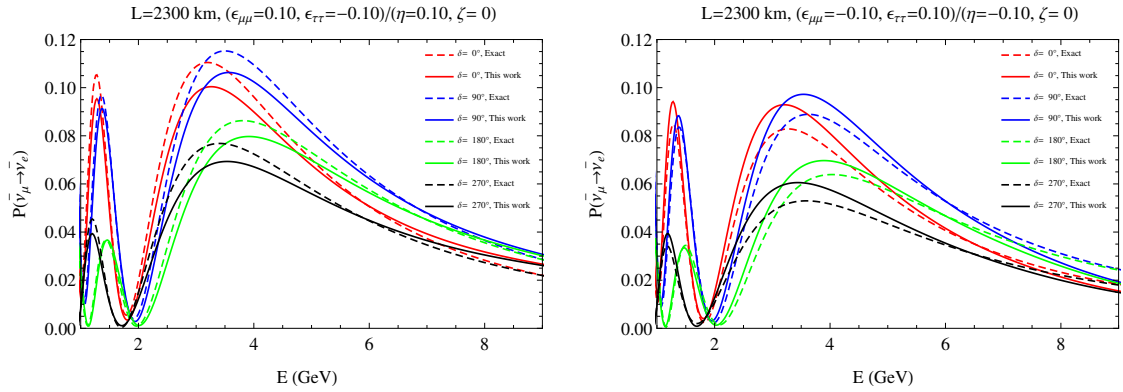 L=2300 km, (ϵμμ=0.10, ϵττ=−0.10)/(η=0.10, ζ= 0)
0.12
0.10
0.08
0.06
0.04
0.02
0.00
P(ν̄μ→ν̄e)
δ= 0°, Exact
δ= 0°, This work
δ= 90°, Exact
δ= 90°, This work
δ= 180°, Exact
δ= 180°, This work
δ= 270°, Exact
δ= 270°, This work
2 4 6 8
E (GeV)
L=2300 km, (ϵμμ=−0.10, ϵττ=0.10)/(η=−0.10, ζ= 0)
0.12
0.10
0.08
0.06
0.04
0.02
0.00
P(ν̄μ→ν̄e)
δ= 0°, Exact
δ= 0°, This work
δ= 90°, Exact
δ= 90°, This work
δ= 180°, Exact
δ= 180°, This work
δ= 270°, Exact
δ= 270°, This work
2 4 6 8
E (GeV)